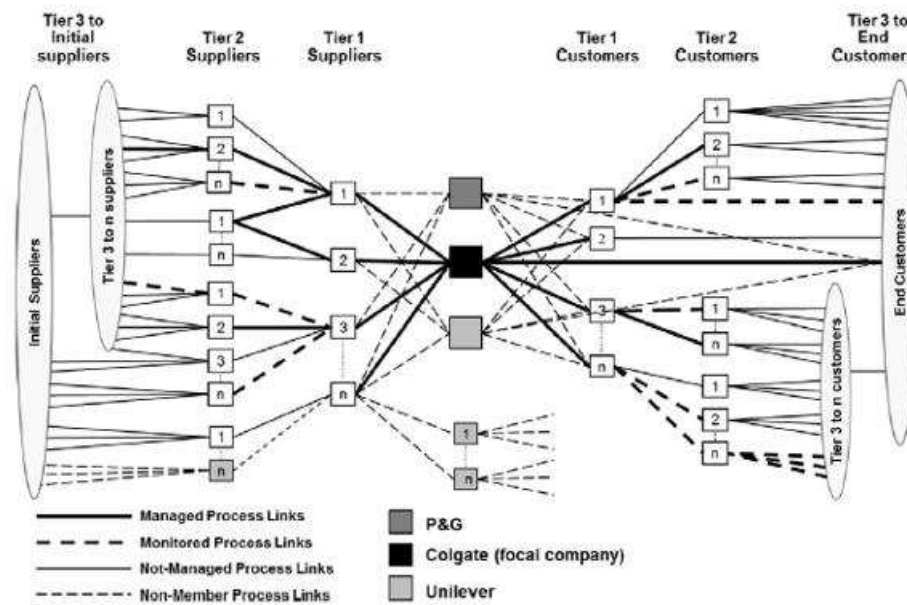 Tier 3 to
Initial
suppliers
Tier 2
Suppliers
Tier 1
Suppliers
Tier 1
Customers
Tier 2
Customers
Tier 3 to
End
Customers
Initial Suppliers
Tier 3 to n suppliers
1
2
n
1
n
1
2
3
n
1
n
1
2
3
n
1
n
1
2
3
n
1
2
n
1
n
1
2
n
Tier 3 to n customers
End Customers
Managed Process Links
Monitored Process Links
Not-Managed Process Links
Non-Member Process Links
P&G
Colgate (focal company)
Unilever